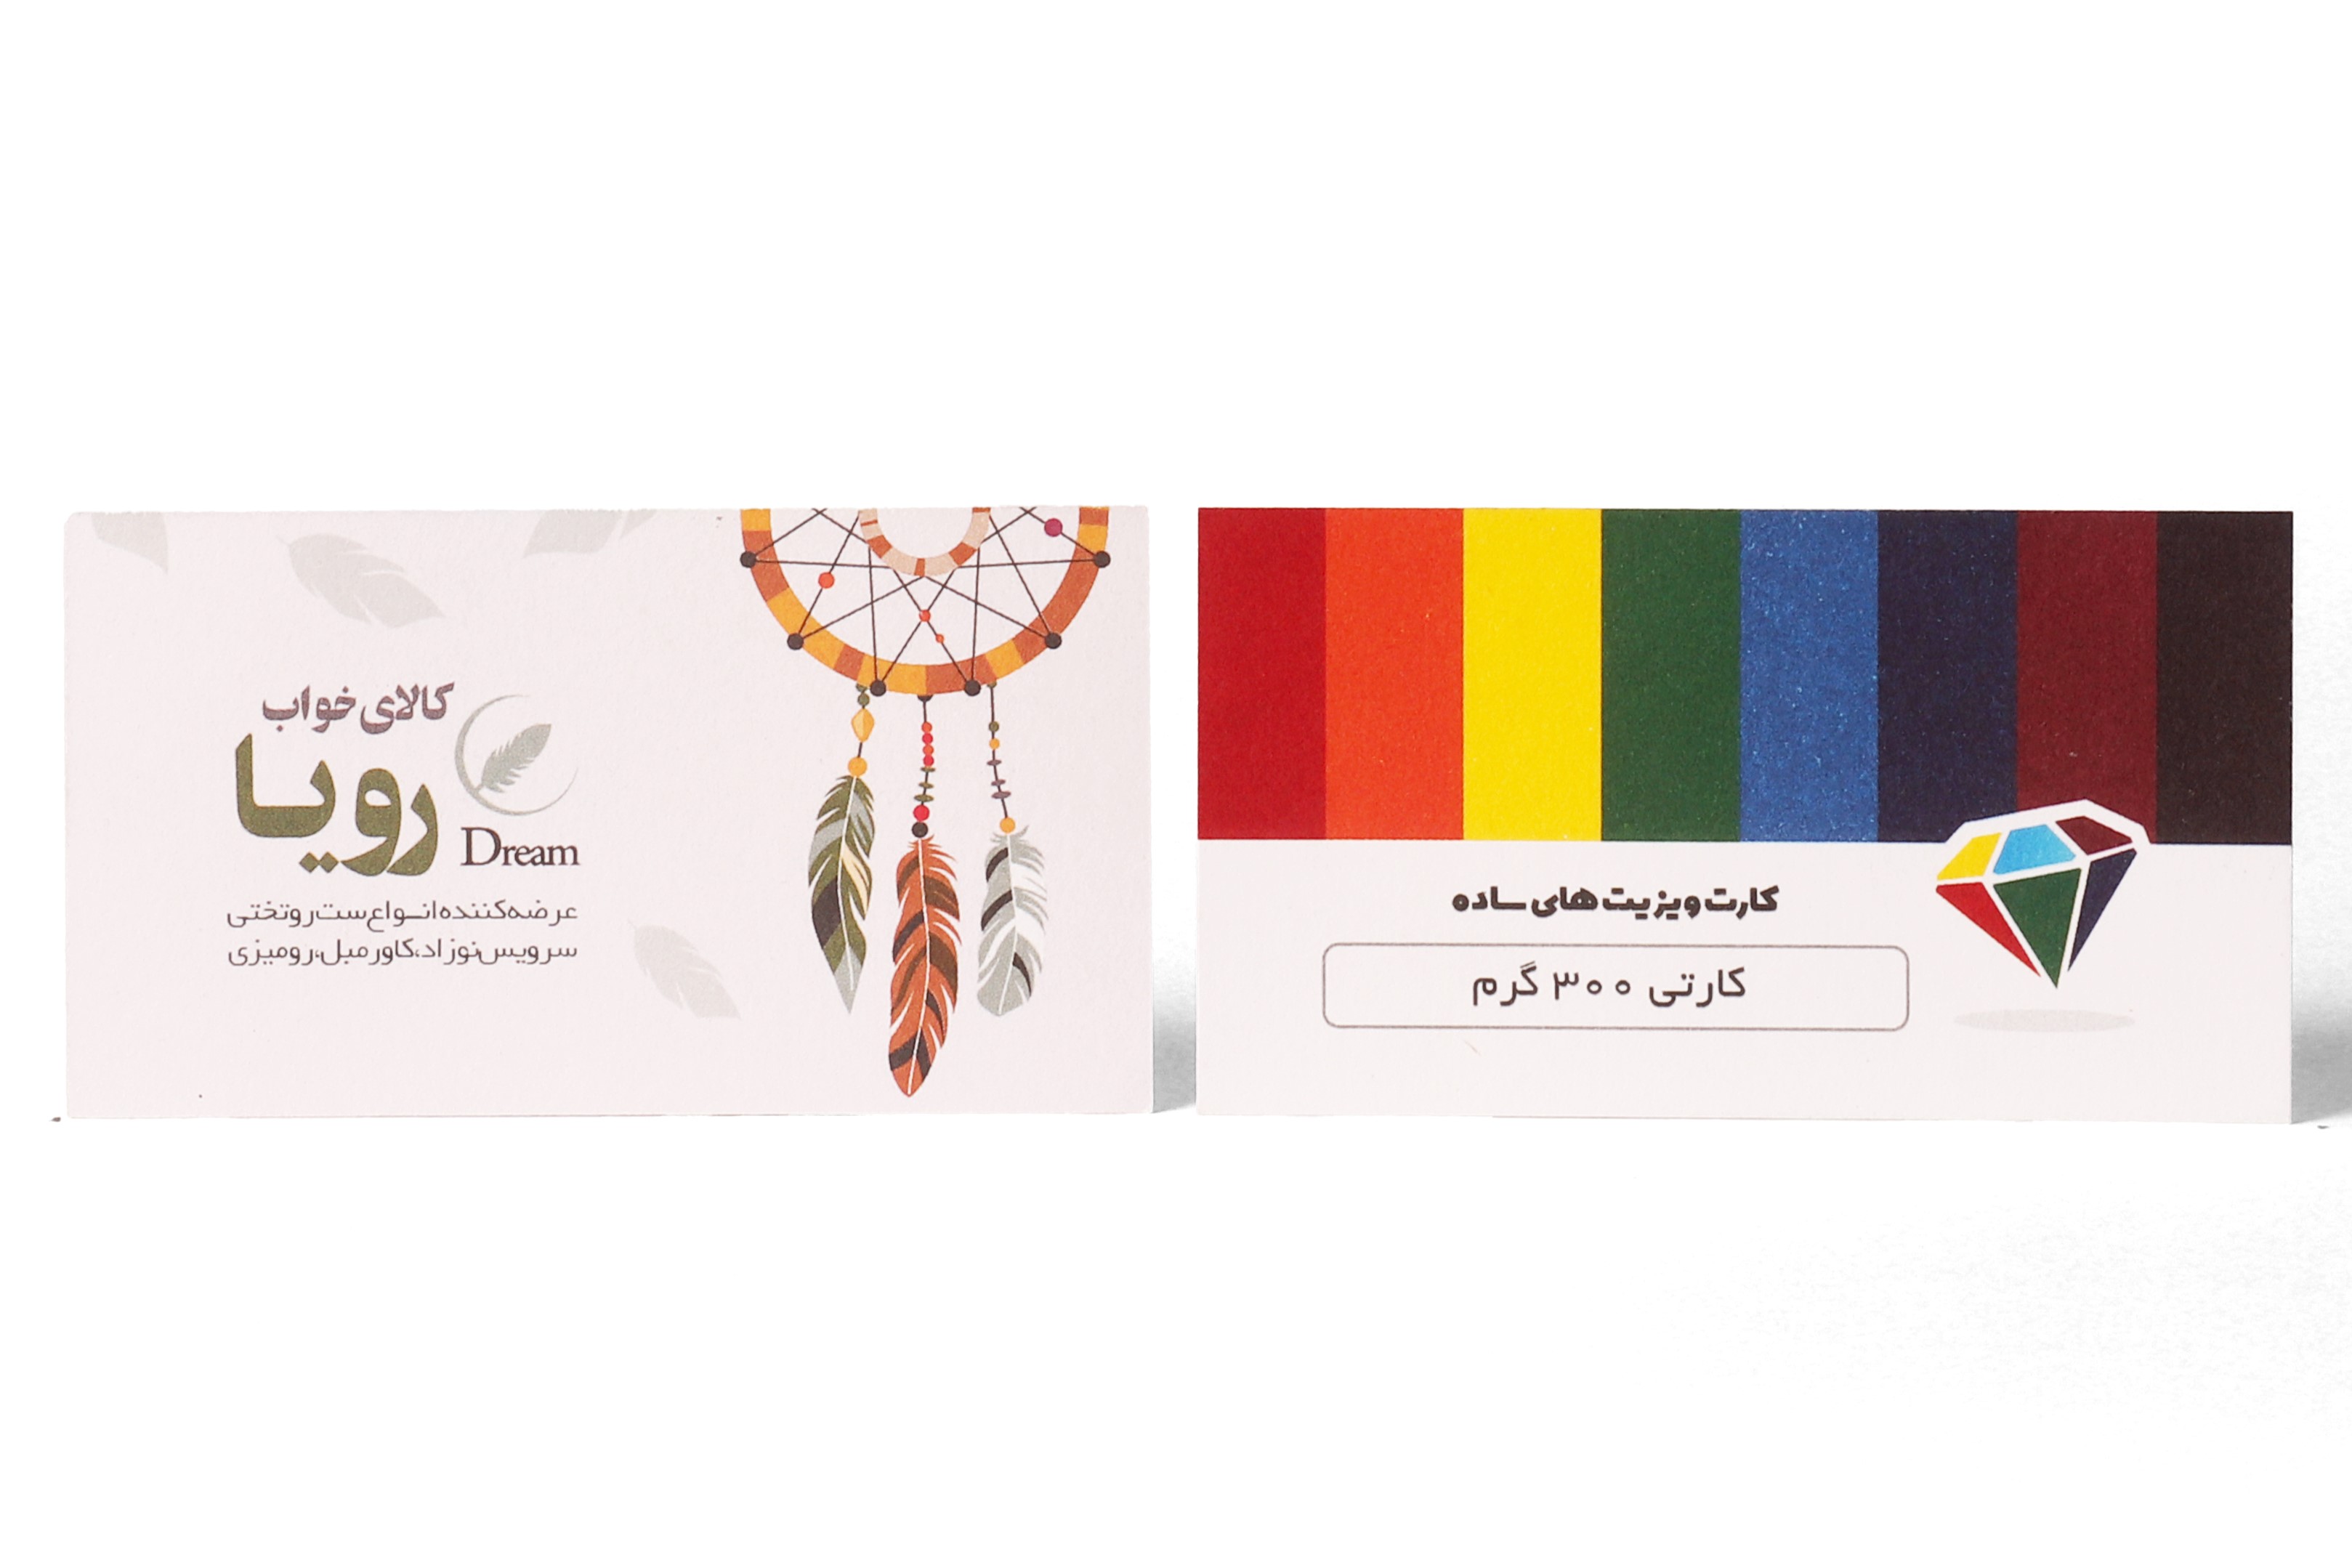 کالای خواب
رویا
Dream
عرضه‌کننده انواع ست روتختی
سرویس نوزاد، کاور مبل، رومیزی
کارت ویزیت های ساده
کارتی ۳۰۰ گرم